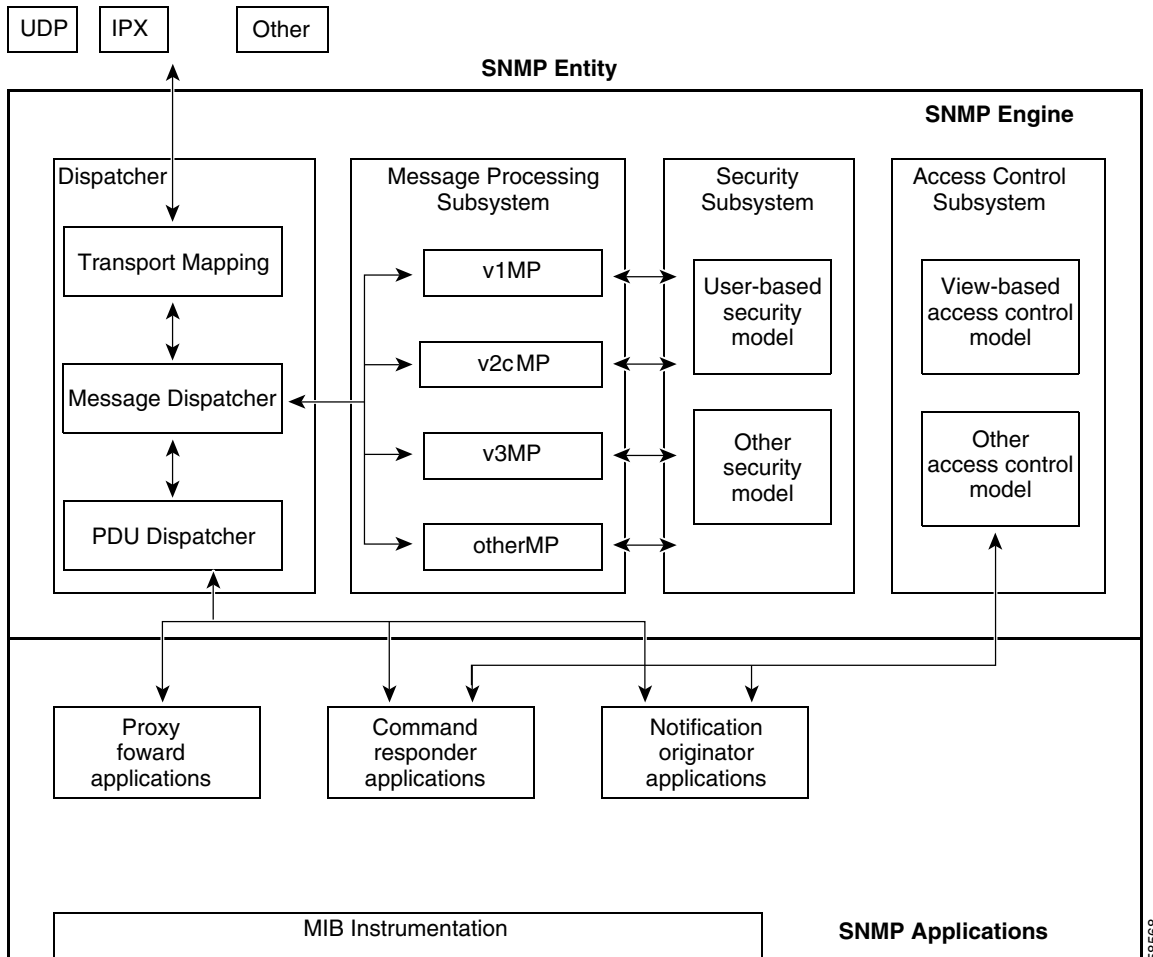 UDP
IPX
Other
SNMP Entity
SNMP Engine
Dispatcher
Transport Mapping
Message Dispatcher
PDU Dispatcher
Message Processing
Subsystem
v1MP
v2cMP
v3MP
otherMP
Security
Subsystem
User-based
security
model
Other
security
model
Access Control
Subsystem
View-based
access control
model
Other
access control
model
Proxy
foward
applications
Command
responder
applications
Notification
originator
applications
MIB Instrumentation
SNMP Applications